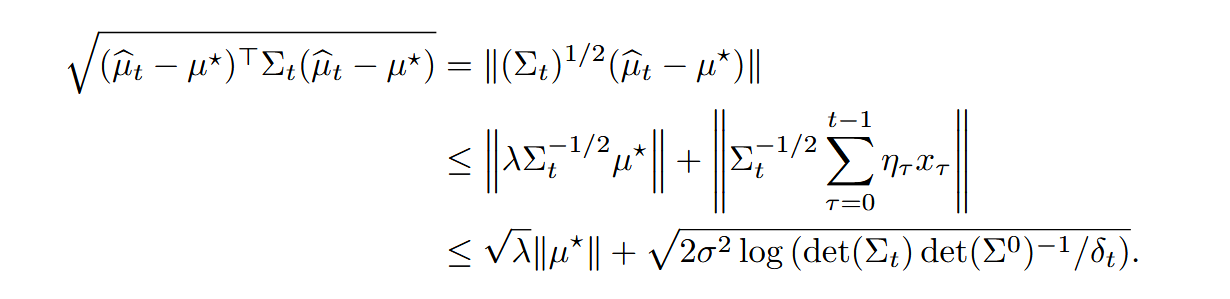 \sqrt{(\widehat{\mu}_t - \mu^\star)^\top \Sigma_t (\widehat{\mu}_t - \mu^\star)} = \|(\Sigma_t)^{1/2}(\widehat{\mu}_t - \mu^\star)\|
\leq \left\| \lambda \Sigma_t^{-1/2} \mu^\star \right\| + \left\| \Sigma_t^{-1/2} \sum_{\tau=0}^{t-1} \eta_\tau x_\tau \right\|
\leq \sqrt{\lambda} \|\mu^\star\| + \sqrt{2\sigma^2 \log \left( \det(\Sigma_t) \det(\Sigma^0)^{-1} / \delta_t \right)}.